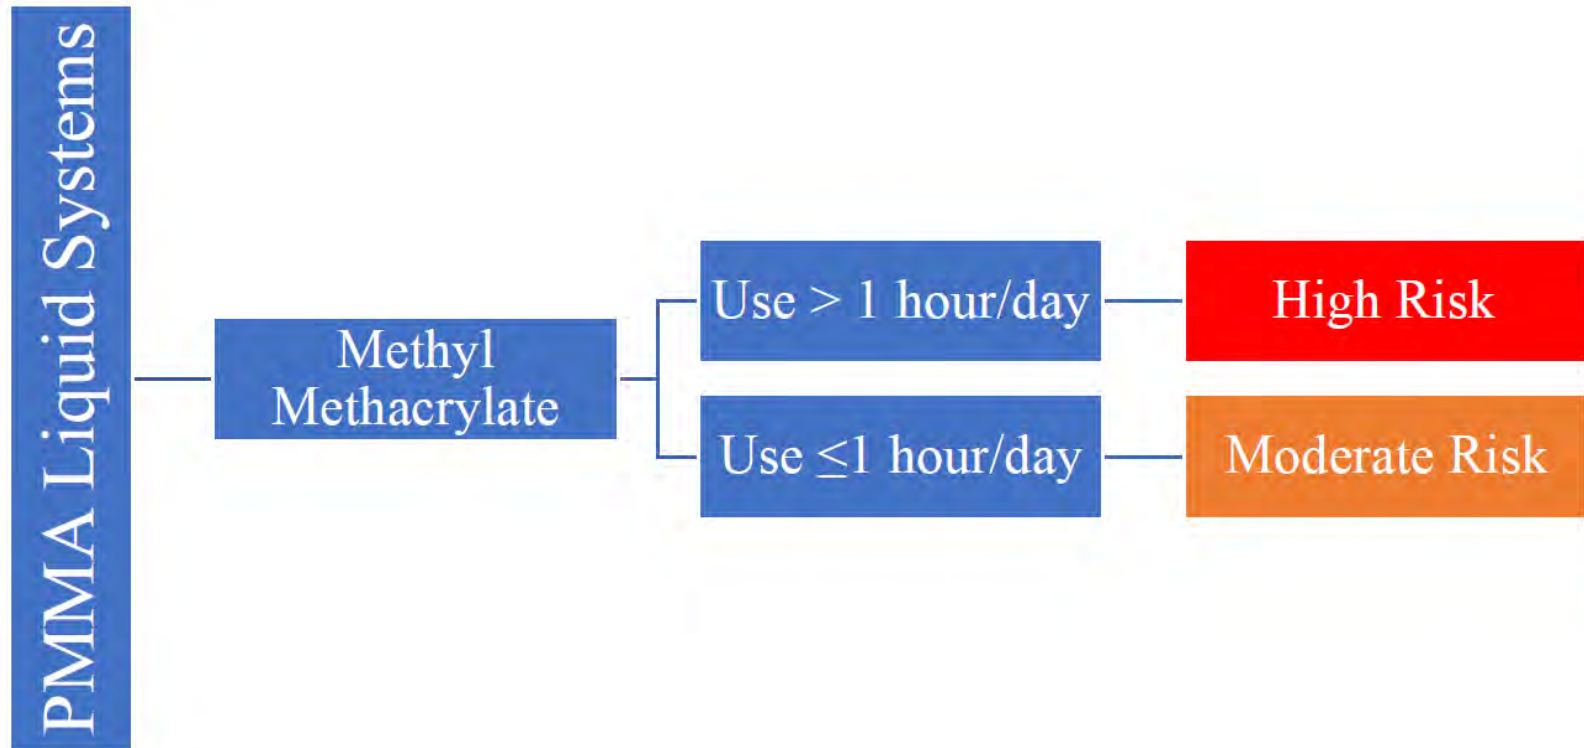 PMMA Liquid Systems
Methyl
Methacrylate
Use > 1 hour/day
High Risk
Use ≤1 hour/day
Moderate Risk